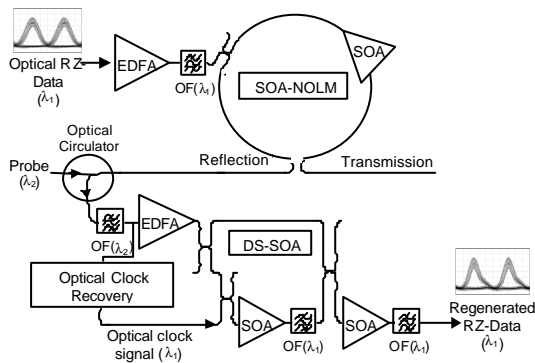 Optical RZ-
Data
(λ₁)
EDFA
OF(λ₁)
SOA
SOA-NOLM
Optical
Circulator
Probe
(λ₂)
Reflection
Transmission
OF(λ₂)
EDFA
DS-SOA
Optical Clock
Recovery
Optical clock
signal (λ₁)
SOA
OF(λ₁)
SOA
OF(λ₁)
Regenerated
RZ-Data
(λ₁)